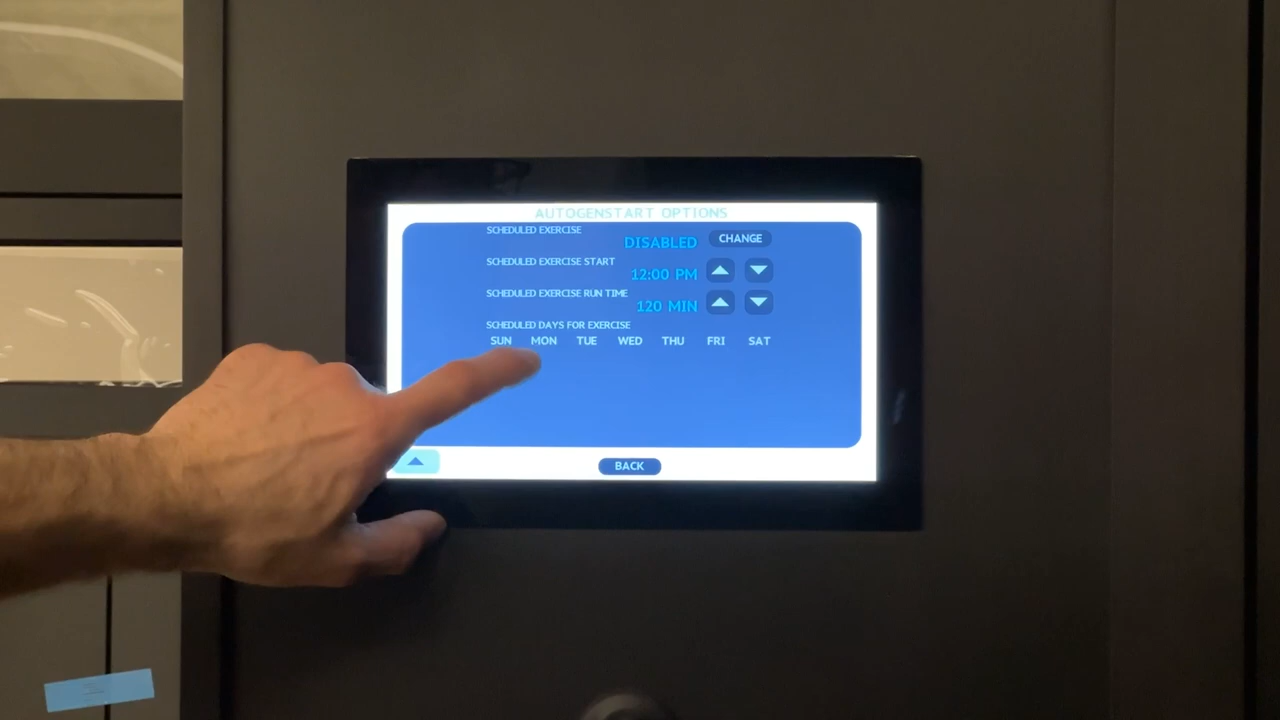 AUTOGENSTART OPTIONS
SCHEDULED EXERCISE
DISABLED CHANGE
SCHEDULED EXERCISE START
12:00 PM
SCHEDULED EXERCISE RUN TIME
120 MIN
SCHEDULED DAYS FOR EXERCISE
SUN MON TUE WED THU FRI SAT
BACK